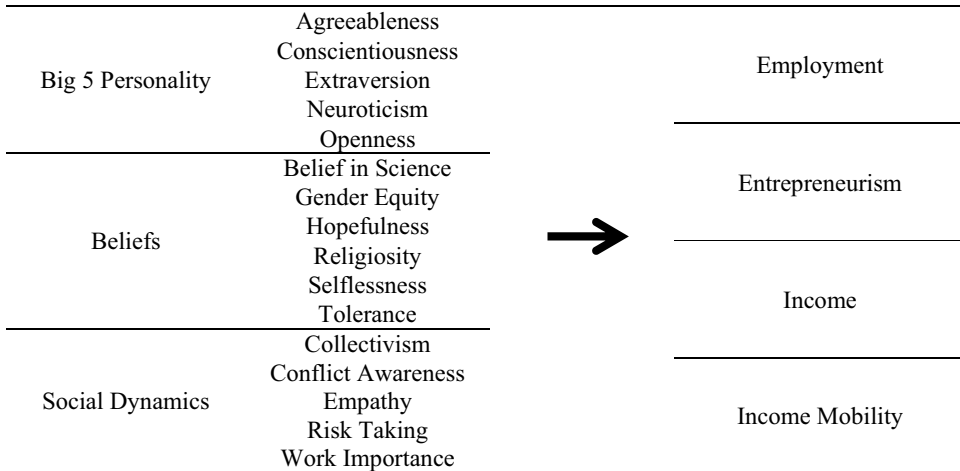 Big 5 Personality
Agreeableness
Conscientiousness
Extraversion
Neuroticism
Openness
Beliefs
Belief in Science
Gender Equity
Hopefulness
Religiosity
Selflessness
Tolerance
Social Dynamics
Collectivism
Conflict Awareness
Empathy
Risk Taking
Work Importance
Employment
Entrepreneurism
Income
Income Mobility